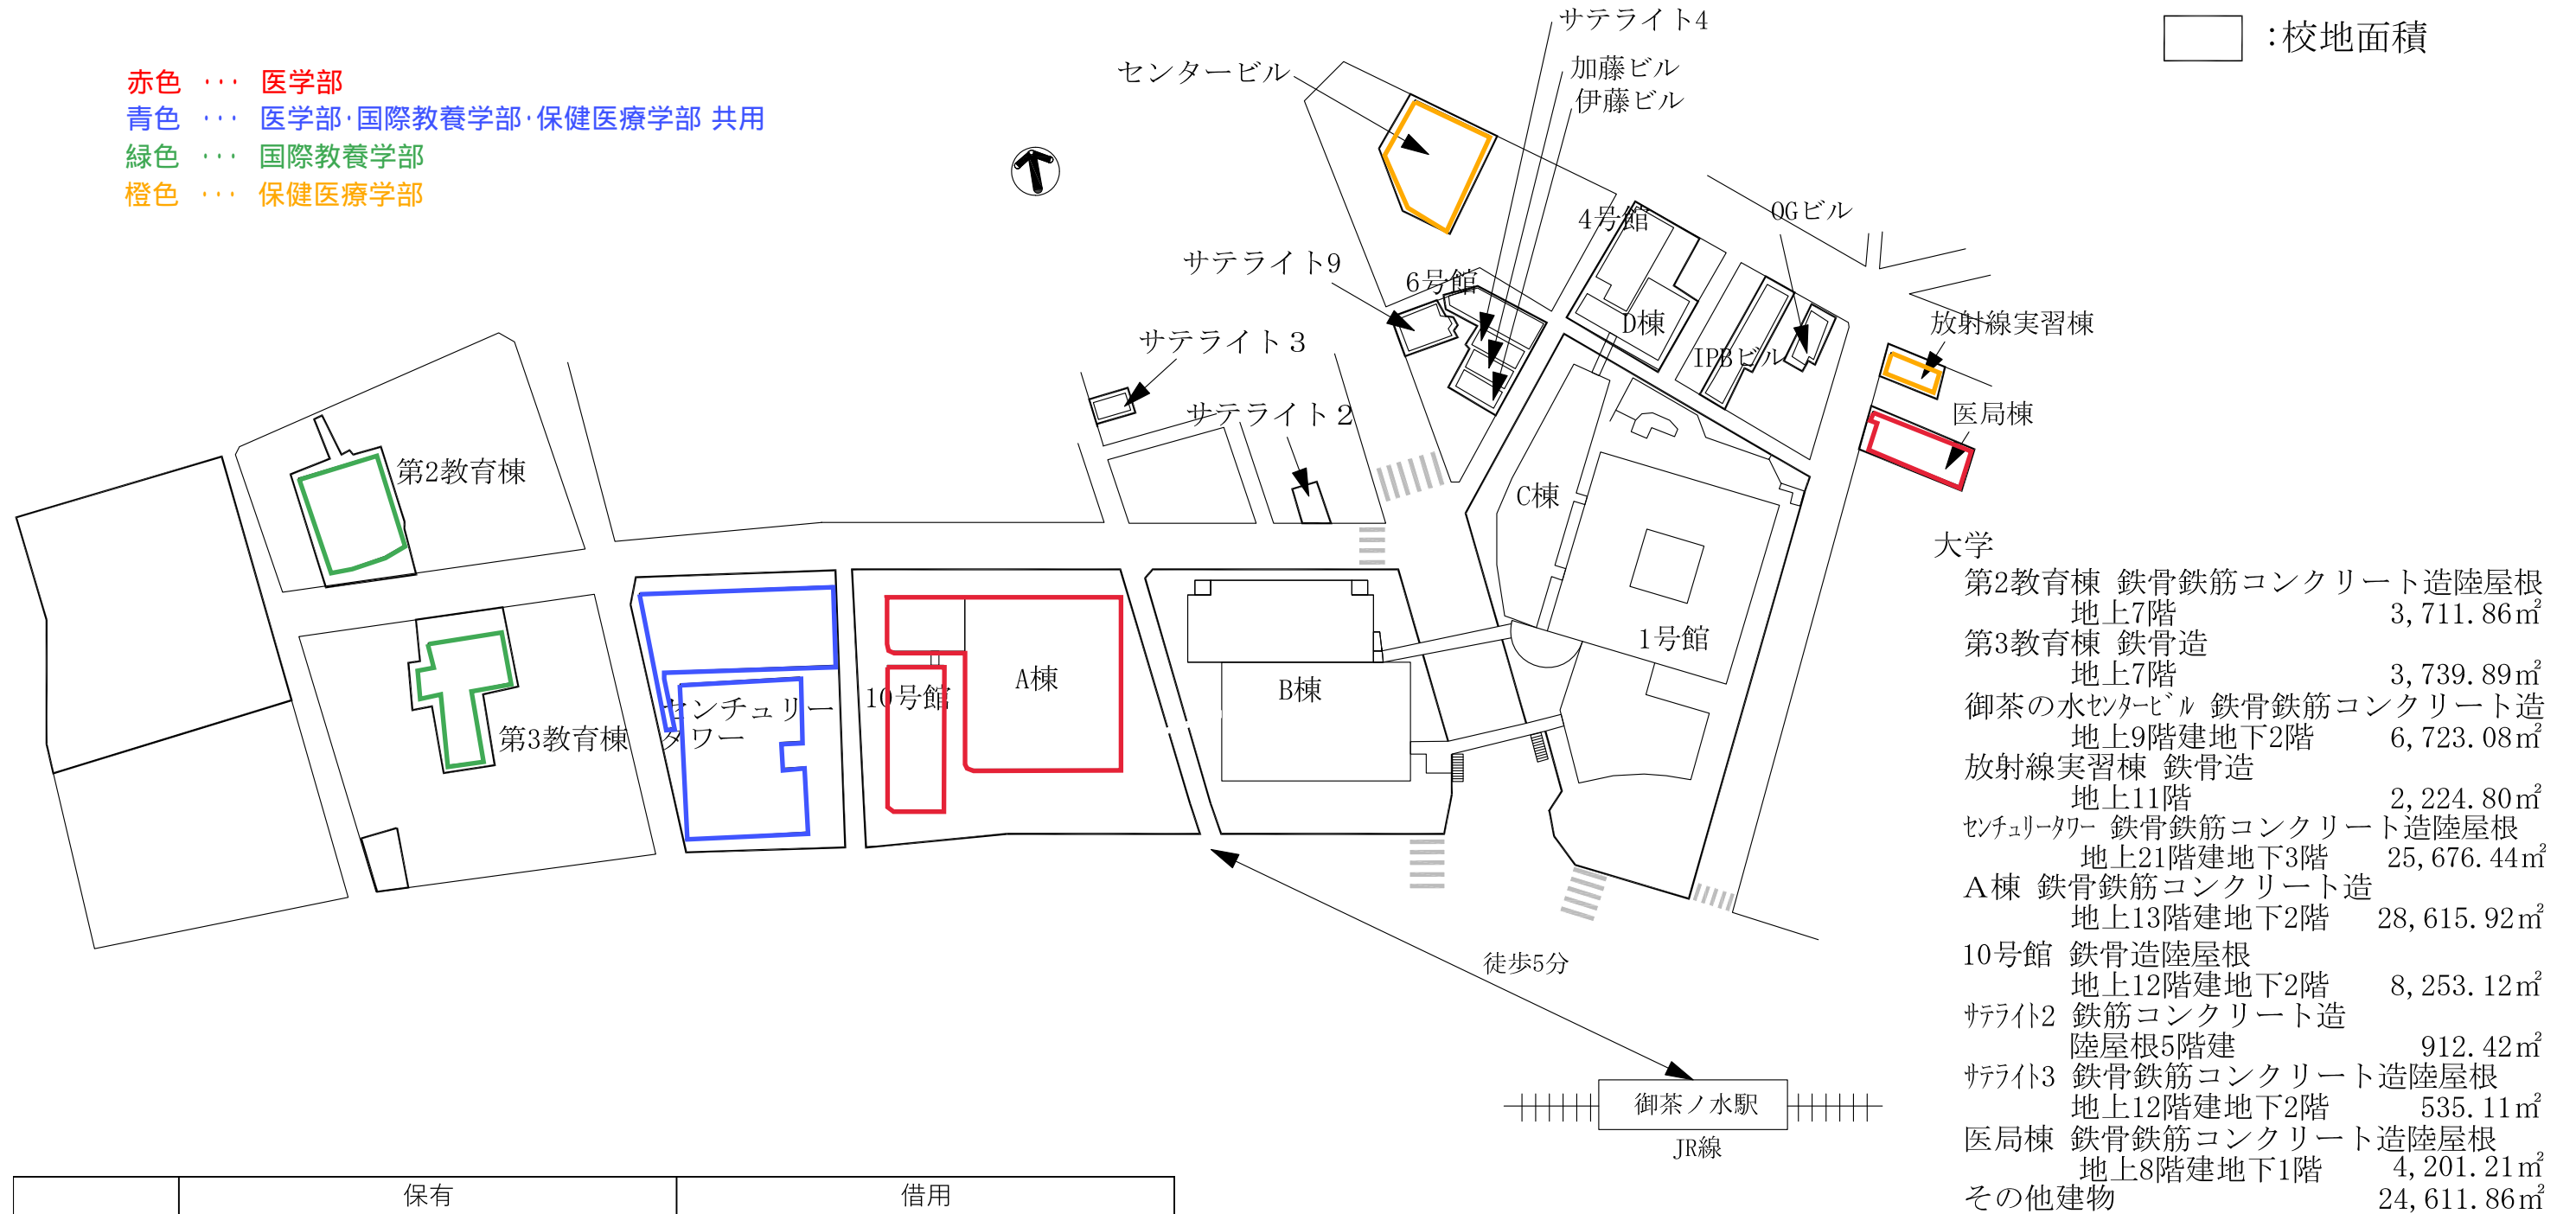 :校地面積
赤色 ・・・ 医学部
青色 ・・・ 医学部・国際教養学部・保健医療学部 共用
緑色 ・・・ 国際教養学部
橙色 ・・・ 保健医療学部
サテライト4
センタービル
加藤ビル
伊藤ビル
4号館
OGビル
サテライト9
6号館
D棟
放射線実習棟
サテライト３
IPBビル
サテライト２
医局棟
第2教育棟
C棟
1号館
A棟
B棟
10号館
センチュリー
タワー
第3教育棟
大学
第2教育棟 鉄骨鉄筋コンクリート造陸屋根
地上7階 3,711.86㎡
第3教育棟 鉄骨造
地上7階 3,739.89㎡
御茶の水ｾﾝﾀｰﾋﾞﾙ 鉄骨鉄筋コンクリート造
地上9階建地下2階 6,723.08㎡
放射線実習棟 鉄骨造
地上11階 2,224.80㎡
ｾﾝﾁｭﾘｰﾀﾜｰ 鉄骨鉄筋コンクリート造陸屋根
地上21階建地下3階 25,676.44㎡
Ａ棟 鉄骨鉄筋コンクリート造
地上13階建地下2階 28,615.92㎡
10号館 鉄骨造陸屋根
地上12階建地下2階 8,253.12㎡
ｻﾃﾗｲﾄ2 鉄筋コンクリート造
陸屋根5階建 912.42㎡
ｻﾃﾗｲﾄ3 鉄骨鉄筋コンクリート造陸屋根
地上12階建地下2階 535.11㎡
医局棟 鉄骨鉄筋コンクリート造陸屋根
地上8階建地下1階 4,201.21㎡
その他建物 24,611.86㎡
徒歩5分
御茶ノ水駅
JR線
保有 借用